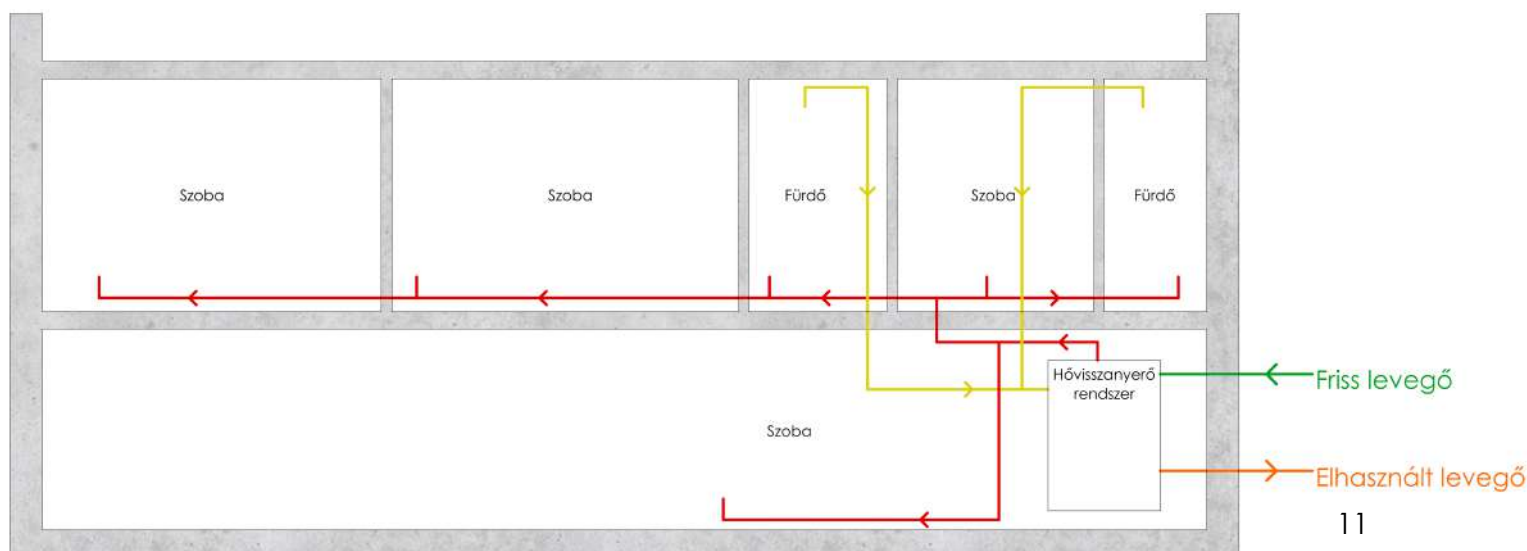 Szoba
Szoba
Fürdő
Szoba
Fürdő
Hővisszanyerő
rendszer
Friss levegő
Szoba
Elhasznált levegő
11